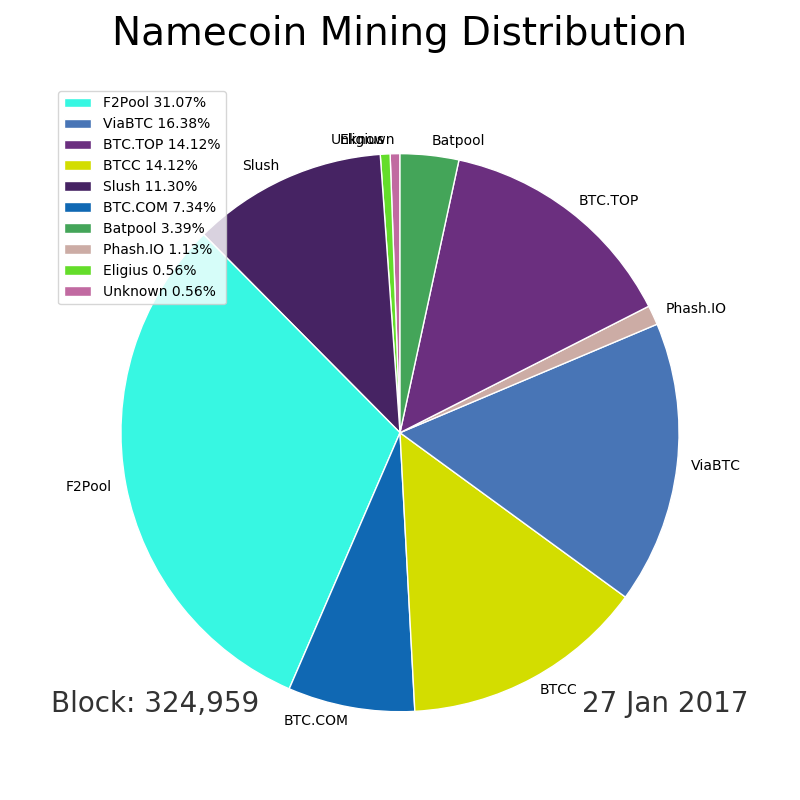 Namecoin Mining Distribution
F2Pool 31.07%
ViaBTC 16.38%
BTC.TOP 14.12%
BTCC 14.12%
Slush 11.30%
BTC.COM 7.34%
Batpool 3.39%
Phash.IO 1.13%
Eligius 0.56%
Unknown 0.56%
Unknown
Eligius
Batpool
Slush
BTC.TOP
Phash.IO
ViaBTC
F2Pool
BTCC
BTC.COM
Block: 324,959
27 Jan 2017